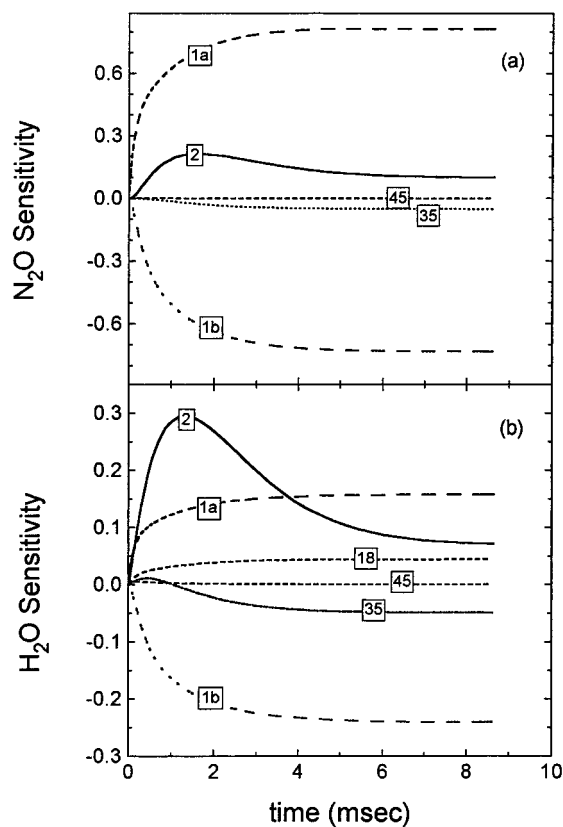 (a)
N₂O Sensitivity
0.6
0.3
0.0
-0.3
-0.6
1a
2
45
35
1b
(b)
H₂O Sensitivity
0.3
0.2
0.1
0.0
-0.1
-0.2
-0.3
2
1a
18
45
35
1b
0 2 4 6 8 10
time (msec)